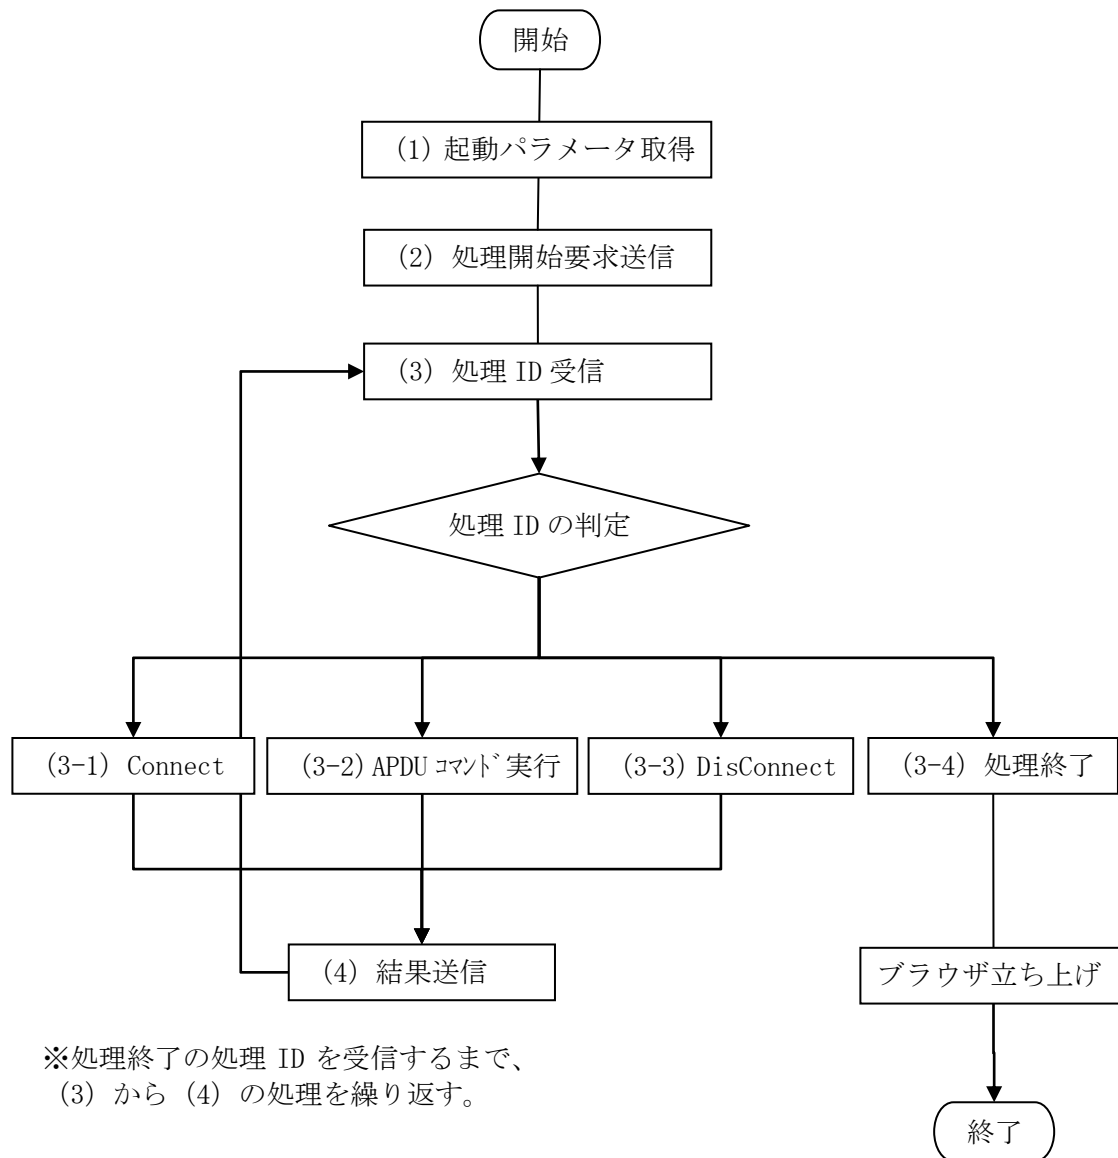 開始
(1) 起動パラメータ取得
(2) 処理開始要求送信
(3) 処理 ID 受信
処理 ID の判定
(3-1) Connect
(3-2) APDU ｺﾏﾝﾄﾞ実行
(3-3) DisConnect
(3-4) 処理終了
(4) 結果送信
ブラウザ立ち上げ
※処理終了の処理 ID を受信するまで、
(3) から (4) の処理を繰り返す。
終了